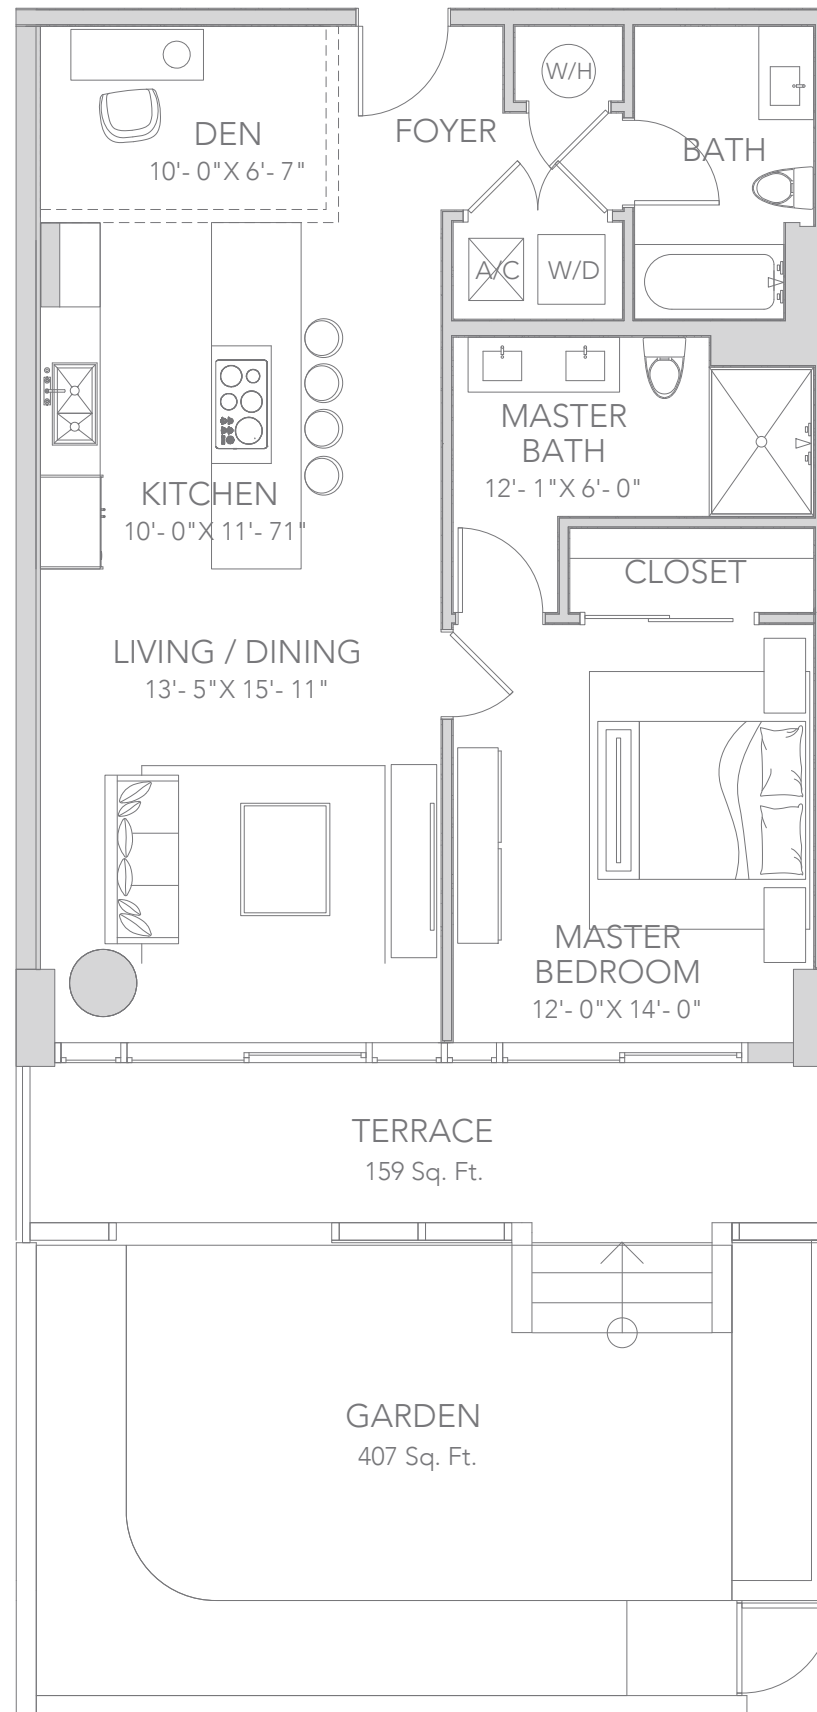 W/H
DEN
10'- 0"X 6'- 7"
FOYER
BATH
A/C
W/D
MASTER
BATH
12'- 1"X 6'- 0"
KITCHEN
10'- 0"X 11'- 71"
CLOSET
LIVING / DINING
13'- 5"X 15'- 11"
MASTER
BEDROOM
12'- 0"X 14'- 0"
TERRACE
159 Sq. Ft.
GARDEN
407 Sq. Ft.